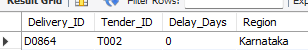 Result Grid Filter Rows:
Delivery_ID Tender_ID Delay_Days Region
D0864 T002 0 Karnataka